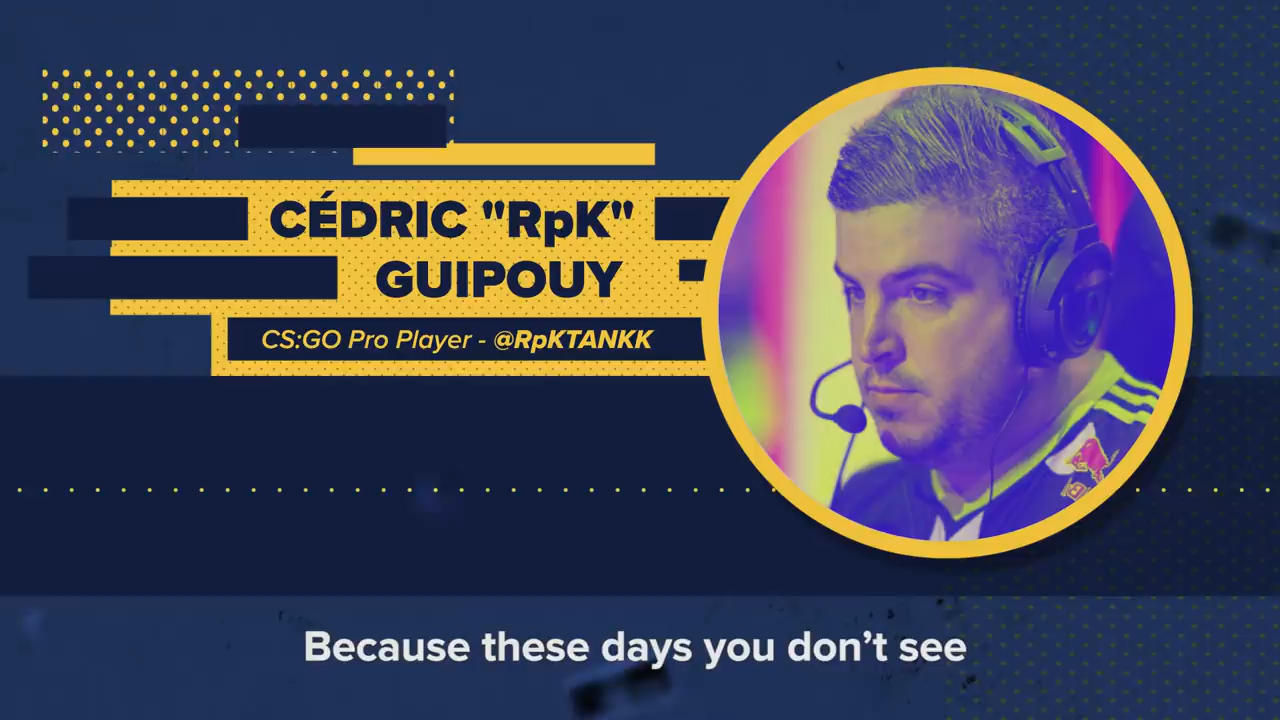 CÉDRIC "RpK"
GUIPOUY
CS:GO Pro Player - @RpKTANKK
Because these days you don’t see